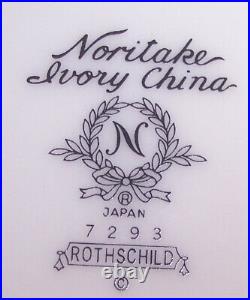 Noritake
Ivory China
N
®
JAPAN
7293
ROTHSCHILD
©